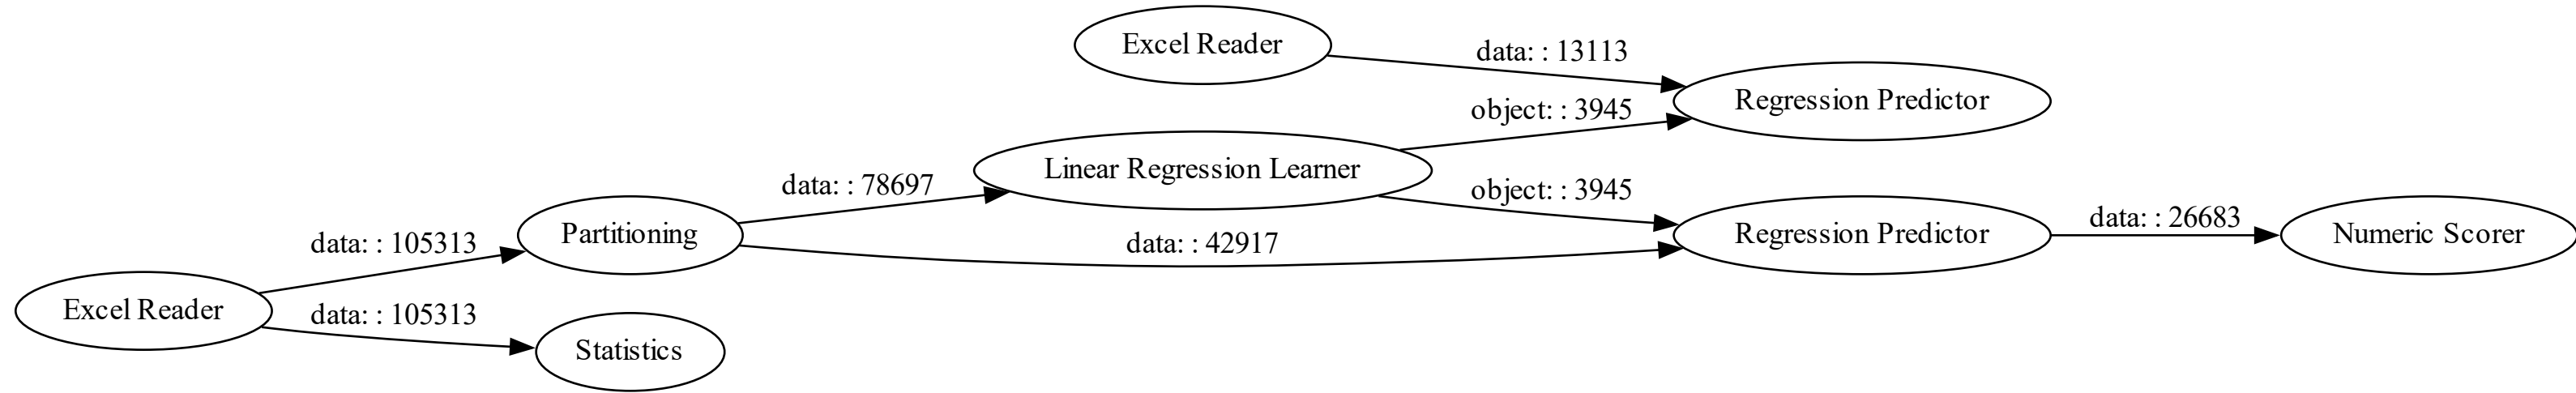 Excel Reader
data: : 13113
Regression Predictor
object: : 3945
Linear Regression Learner
data: : 78697
object: : 3945
Partitioning
data: : 42917
Regression Predictor
data: : 26683
Numeric Scorer
data: : 105313
Excel Reader
data: : 105313
Statistics